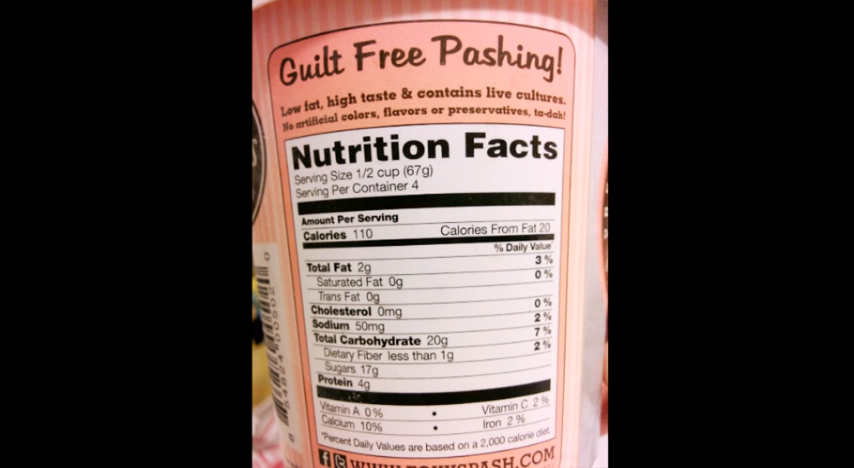 Guilt Free Pashing!
Low fat, high taste & contains live cultures.
No artificial colors, flavors or preservatives, ta-dah!
Nutrition Facts
Serving Size 1/2 cup (67g)
Serving Per Container 4
Amount Per Serving
Calories 110 Calories From Fat 20
% Daily Value*
Total Fat 2g 3%
Saturated Fat 0g 0%
Trans Fat 0g
Cholesterol 0mg 0%
Sodium 50mg 2%
Total Carbohydrate 20g 7%
Dietary Fiber less than 1g 2%
Sugars 17g
Protein 4g
Vitamin A 0% • Vitamin C 2%
Calcium 10% • Iron 2%
*Percent Daily Values are based on a 2,000 calorie diet.